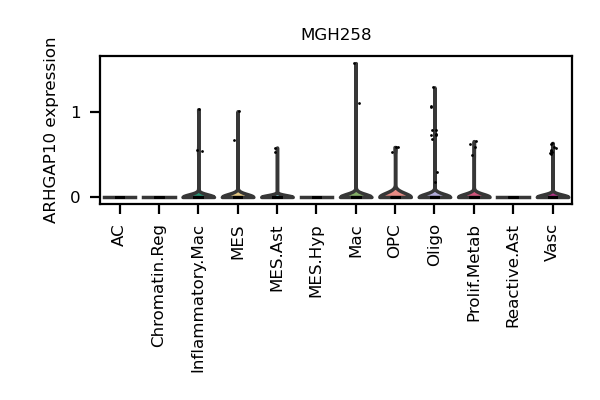 MGH258
ARHGAP10 expression
1
0
AC
Chromatin.Reg
Inflammatory.Mac
MES
MES.Ast
MES.Hyp
Mac
OPC
Oligo
Prolif.Metab
Reactive.Ast
Vasc